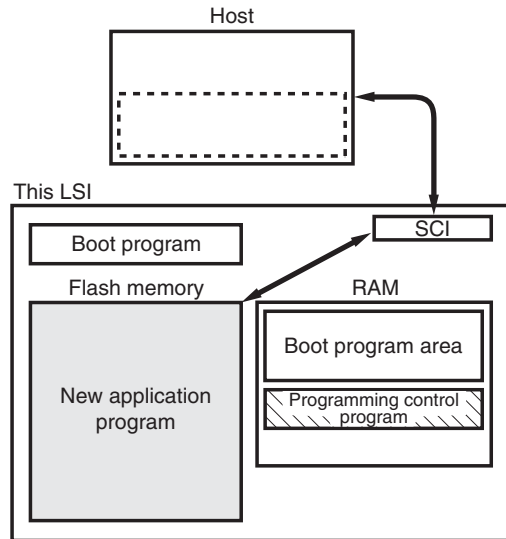 Host
This LSI
SCI
Boot program
Flash memory
RAM
Boot program area
New application
program
Programming control
program